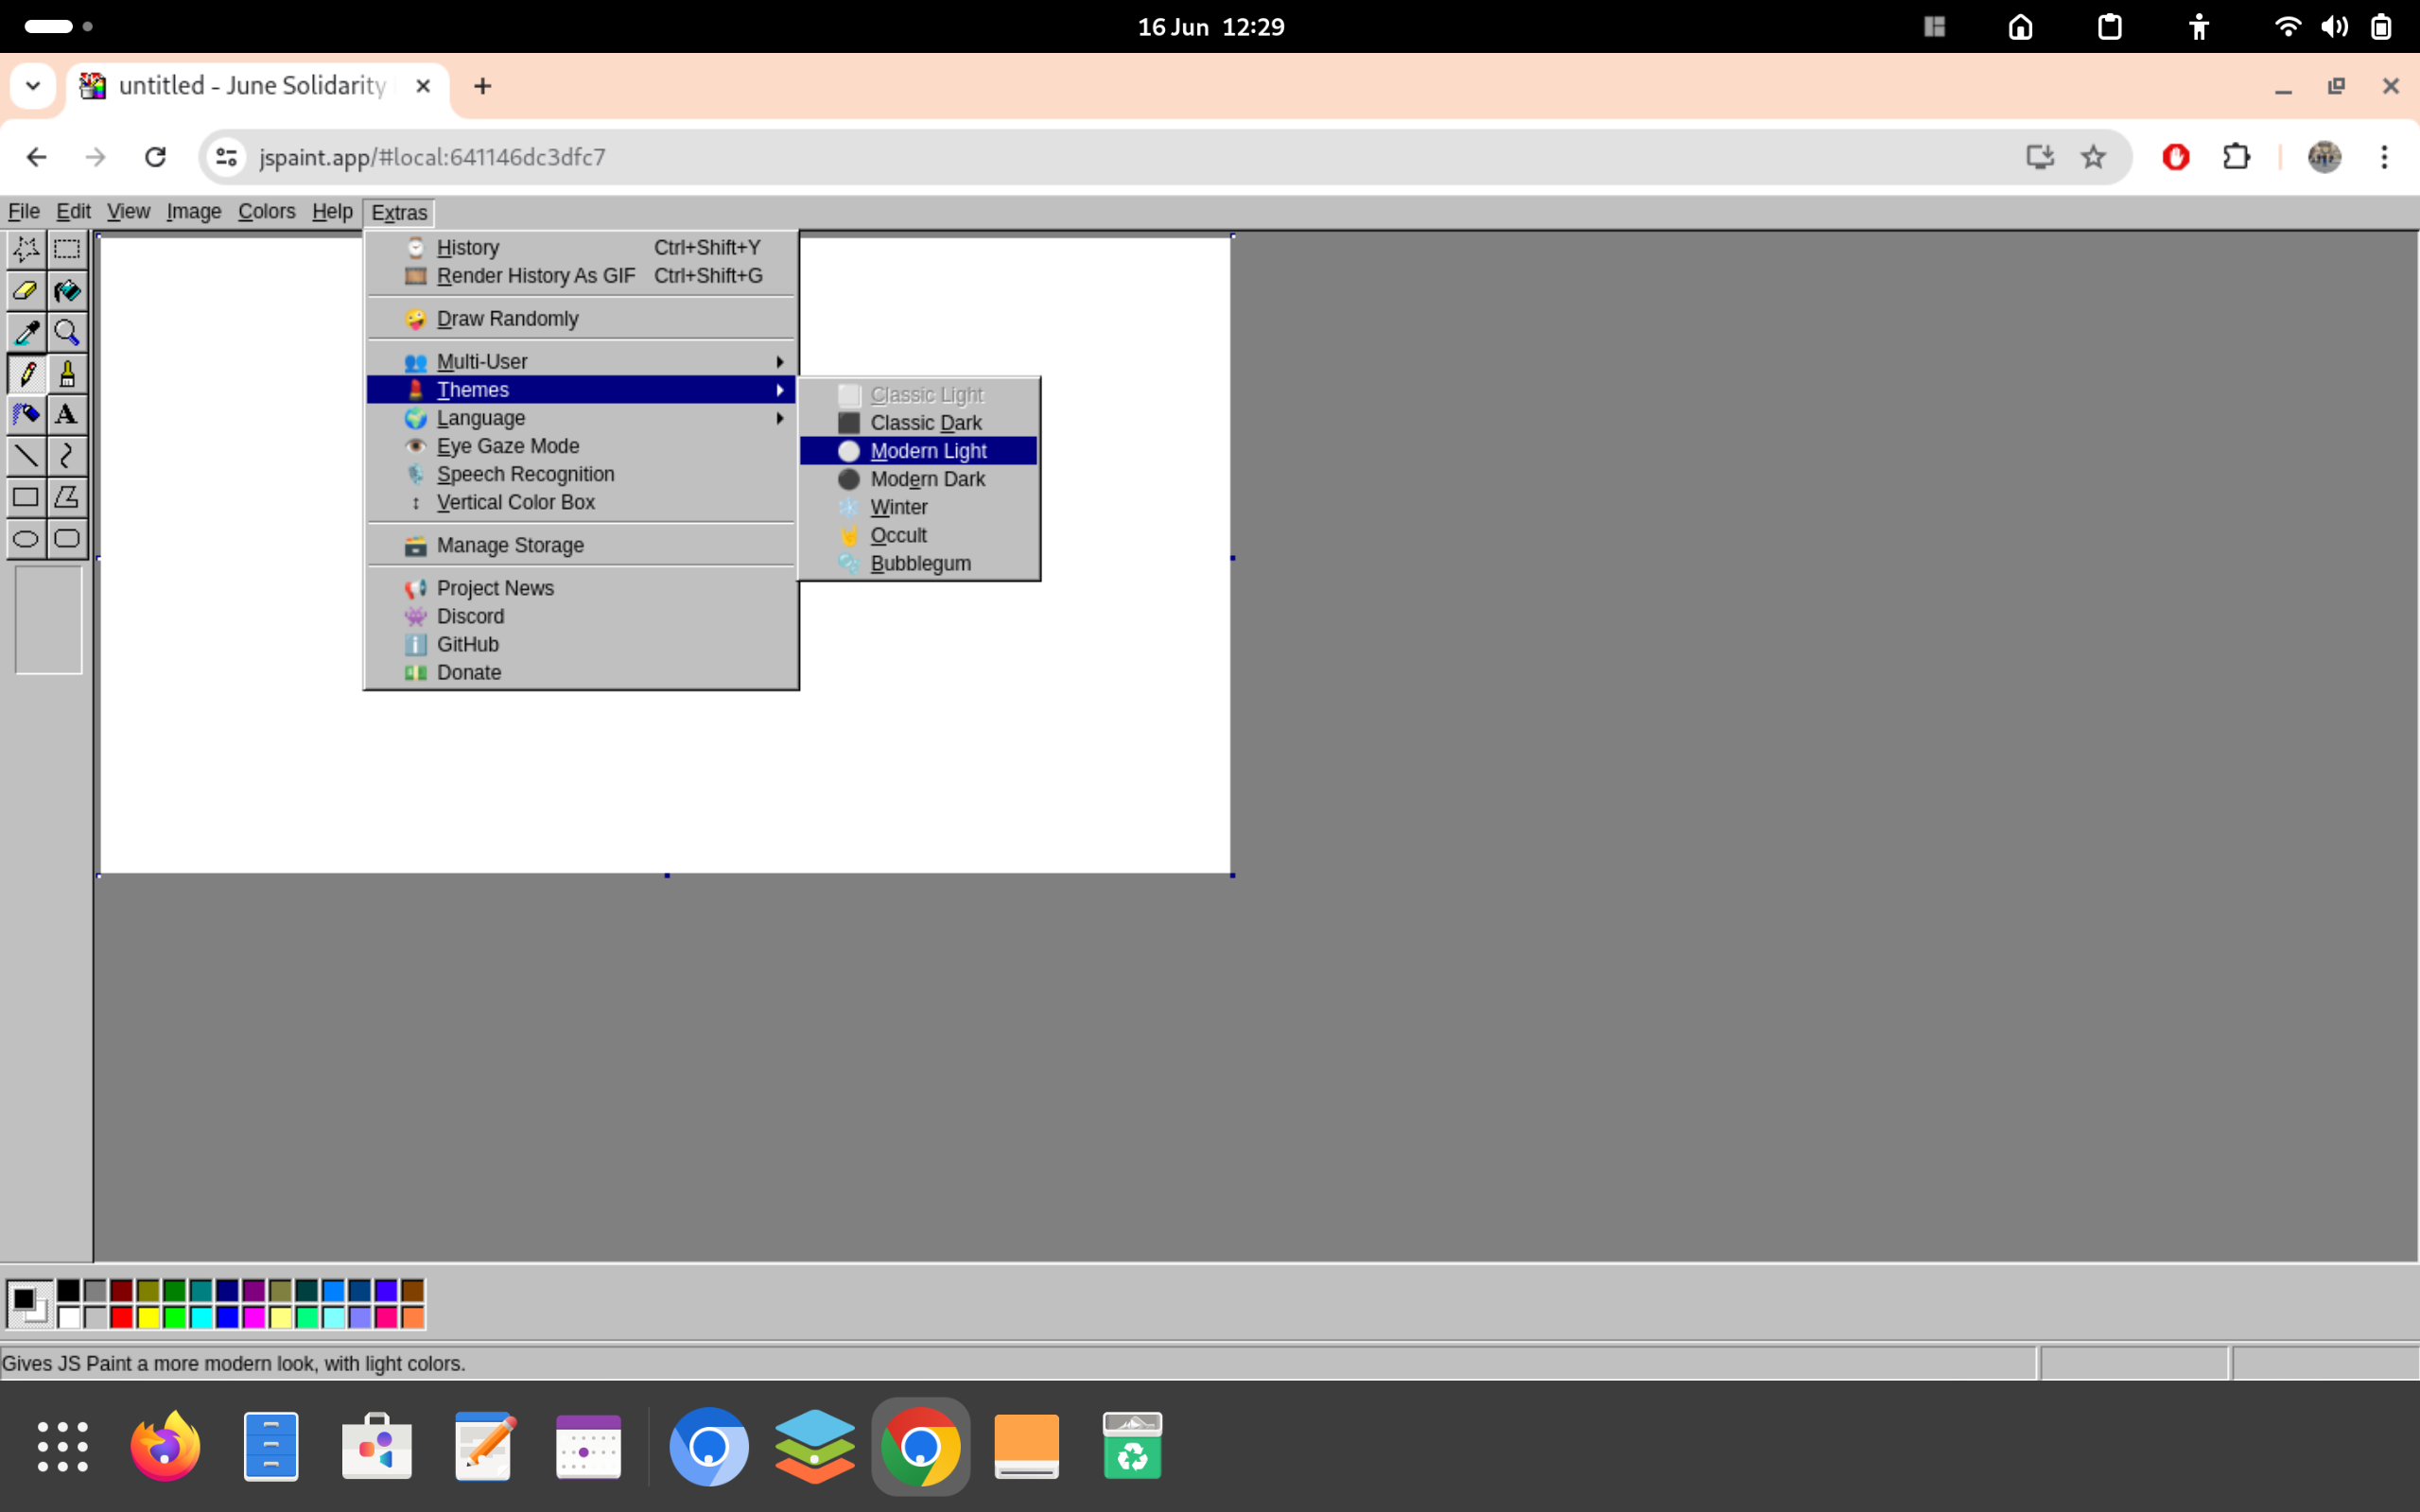 16 Jun 12:29
untitled - June Solidarity
jspaint.app/#local:641146dc3dfc7
File Edit View Image Colors Help Extras
History Ctrl+Shift+Y
Render History As GIF Ctrl+Shift+G
Draw Randomly
Multi-User
Themes
Language
Eye Gaze Mode
Speech Recognition
Vertical Color Box
Manage Storage
Project News
Discord
GitHub
Donate
Classic Light
Classic Dark
Modern Light
Modern Dark
Winter
Occult
Bubblegum
A
Gives JS Paint a more modern look, with light colors.